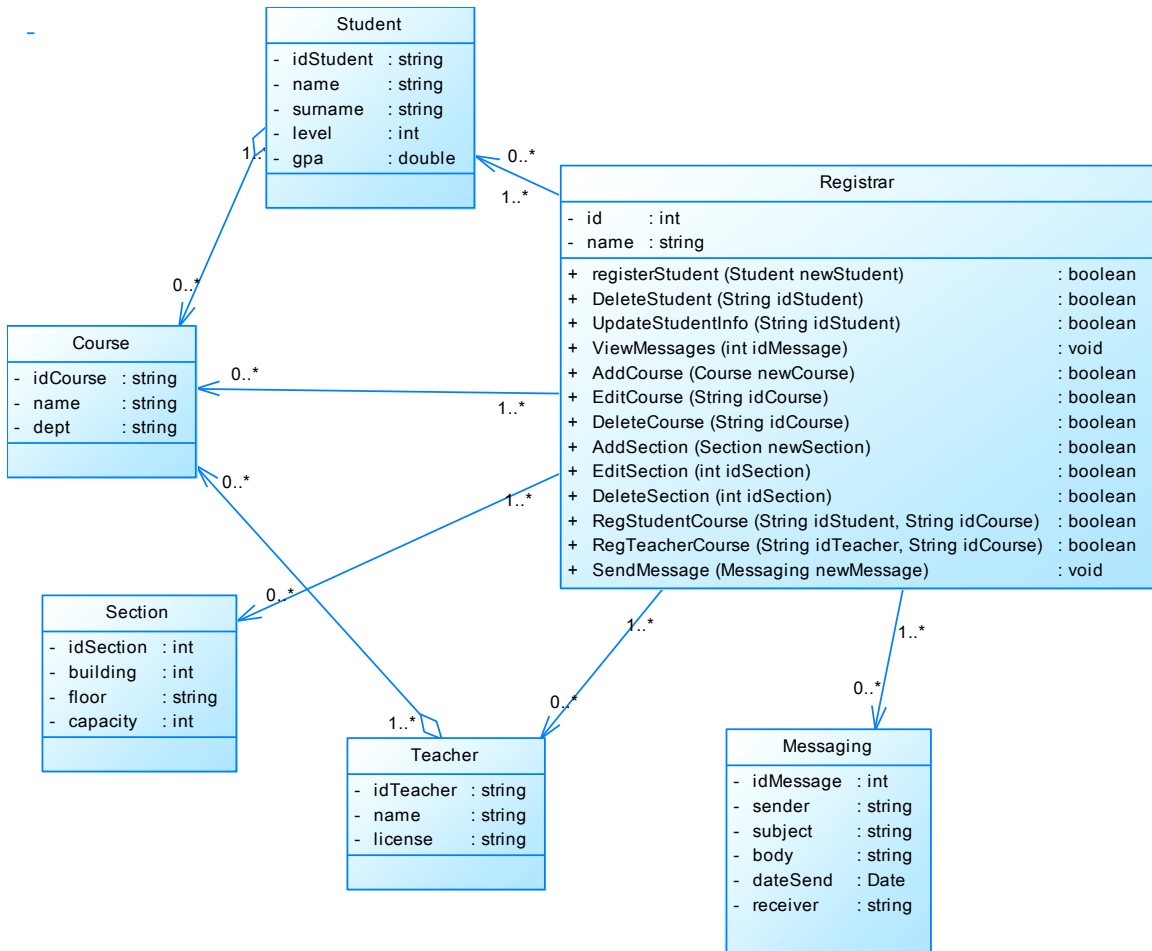 Student
- idStudent : string
- name : string
- surname : string
- level : int
- gpa : double
1..*
0..*
0..*
1..*
Registrar
- id : int
- name : string
+ registerStudent (Student newStudent) : boolean
+ DeleteStudent (String idStudent) : boolean
+ UpdateStudentInfo (String idStudent) : boolean
+ ViewMessages (int idMessage) : void
+ AddCourse (Course newCourse) : boolean
+ EditCourse (String idCourse) : boolean
+ DeleteCourse (String idCourse) : boolean
+ AddSection (Section newSection) : boolean
+ EditSection (int idSection) : boolean
+ DeleteSection (int idSection) : boolean
+ RegStudentCourse (String idStudent, String idCourse) : boolean
+ RegTeacherCourse (String idTeacher, String idCourse) : boolean
+ SendMessage (Messaging newMessage) : void
Course
- idCourse : string
- name : string
- dept : string
0..*
1..*
0..*
1..*
1..*
0..*
Section
- idSection : int
- building : int
- floor : string
- capacity : int
1..*
0..*
Teacher
- idTeacher : string
- name : string
- license : string
1..*
0..*
Messaging
- idMessage : int
- sender : string
- subject : string
- body : string
- dateSend : Date
- receiver : string